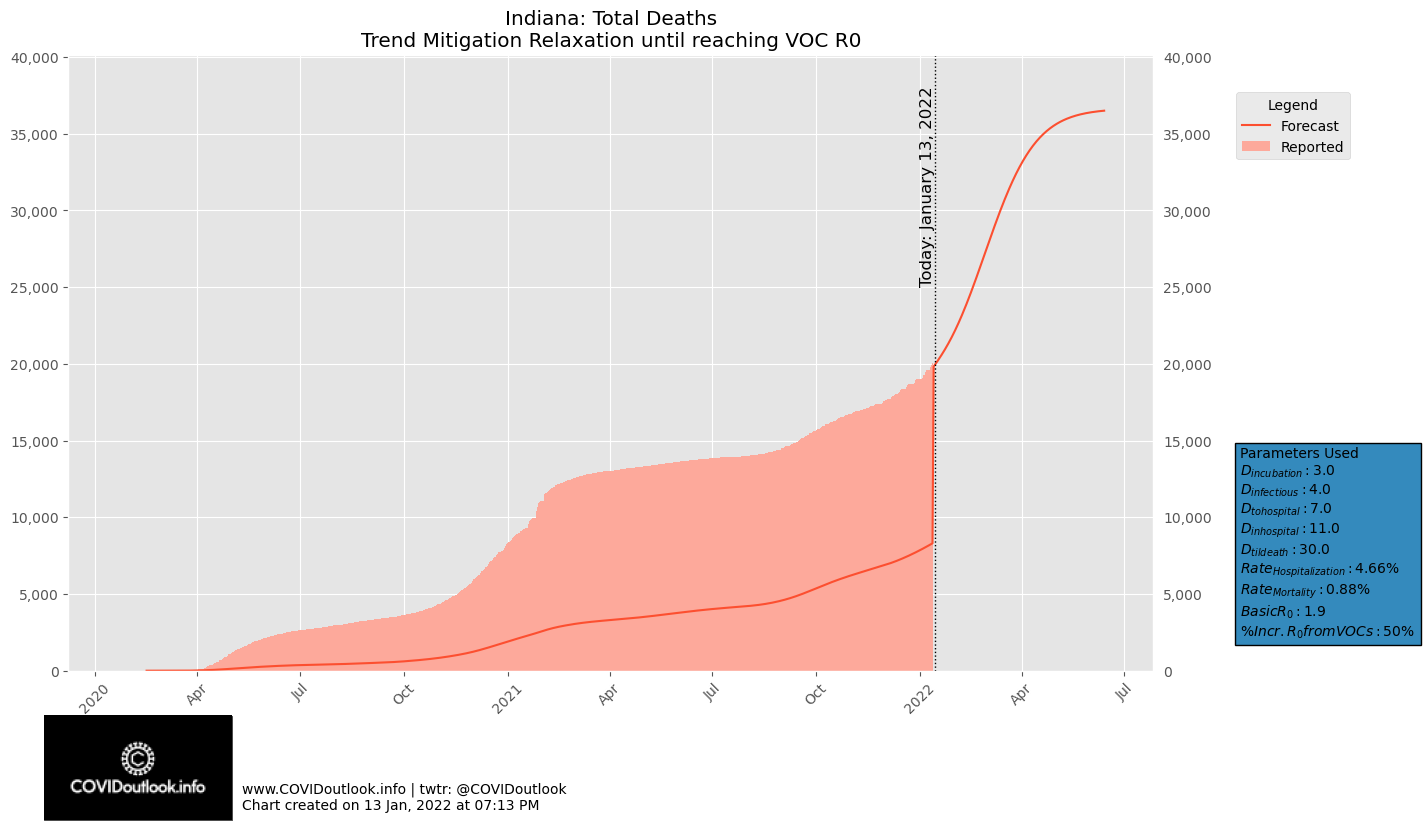 Indiana: Total Deaths
Trend Mitigation Relaxation until reaching VOC R0
40,000
35,000
30,000
25,000
20,000
15,000
10,000
5,000
0
40,000
35,000
30,000
25,000
20,000
15,000
10,000
5,000
0
2020
Apr
Jul
Oct
2021
Apr
Jul
Oct
2022
Apr
Jul
Today: January 13, 2022
Legend
Forecast
Reported
Parameters Used
D_incubation : 3.0
D_infectious : 4.0
D_tohospital : 7.0
D_inhospital : 11.0
D_tildeath : 30.0
Rate_Hospitalization : 4.66%
Rate_Mortality : 0.88%
BasicR_0 : 1.9
%Incr.R_0fromVOCs : 50%
COVIDoutlook.info
www.COVIDoutlook.info | twtr: @COVIDoutlook
Chart created on 13 Jan, 2022 at 07:13 PM